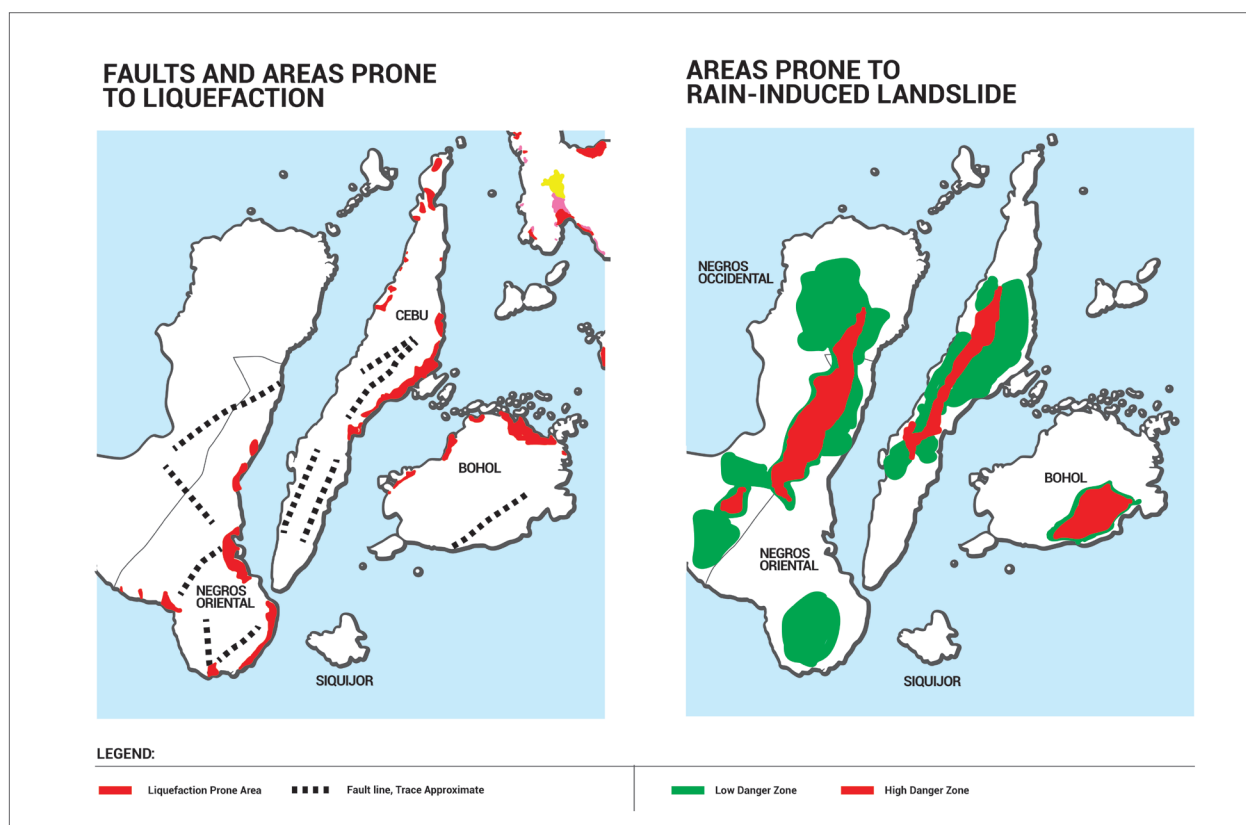 FAULTS AND AREAS PRONE
TO LIQUEFACTION
CEBU
BOHOL
NEGROS
ORIENTAL
SIQUIJOR
AREAS PRONE TO
RAIN-INDUCED LANDSLIDE
NEGROS
OCCIDENTAL
BOHOL
NEGROS
ORIENTAL
SIQUIJOR
LEGEND:
Liquefaction Prone Area
Fault line, Trace Approximate
Low Danger Zone
High Danger Zone